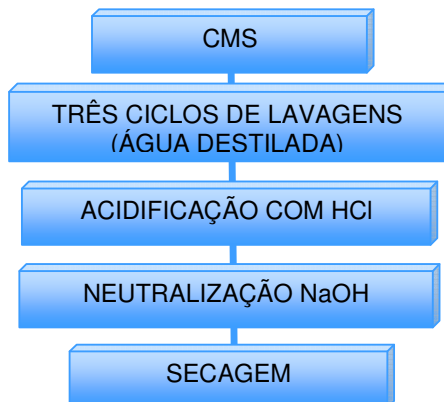 CMS
TRÊS CICLOS DE LAVAGENS
(ÁGUA DESTILADA)
ACIDIFICAÇÃO COM HCl
NEUTRALIZAÇÃO NaOH
SECAGEM